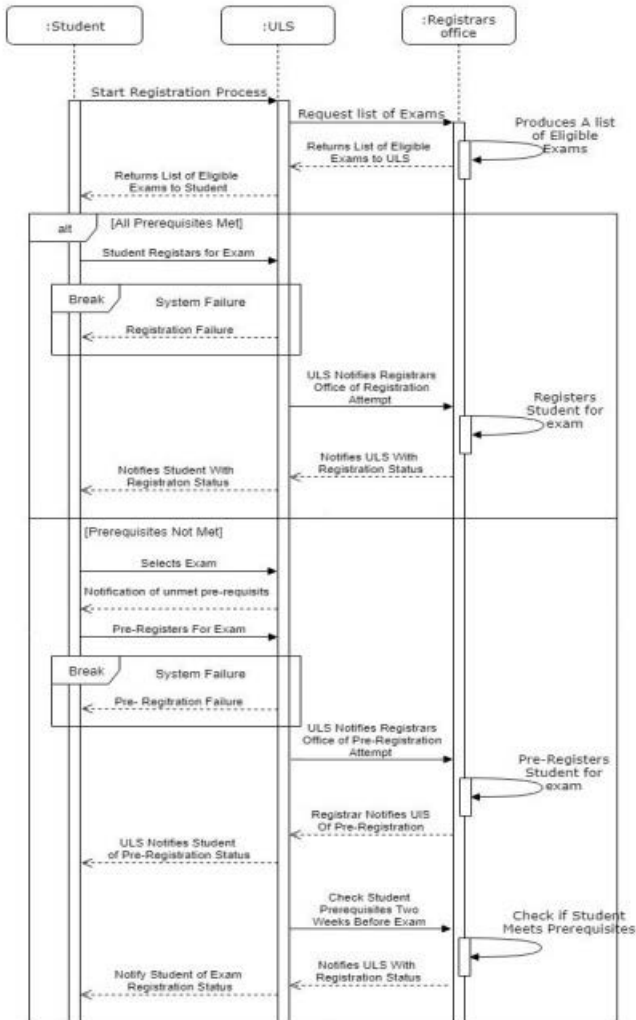 :Student
:ULS
:Registrars
office
Start Registration Process
Request list of Exams
Produces A list
of Eligible
Exams
Returns List of Eligible
Exams to ULS
Returns List of Eligible
Exams to Student
alt
[All Prerequisites Met]
Student Registars for Exam
Break
System Failure
Registration Failure
ULS Notifies Registrars
Office of Registration
Attempt
Registers
Student for
exam
Notifies ULS With
Registration Status
Notifies Student With
Registraton Status
[Prerequisites Not Met]
Selects Exam
Notification of unmet pre-requisits
Pre-Registers For Exam
Break
System Failure
Pre- Regitration Failure
ULS Notifies Registrars
Office of Pre-Registration
Attempt
Pre-Registers
Student for
exam
Registrar Notifies UIS
Of Pre-Registration
ULS Notifies Student
of Pre-Registration Status
Check Student
Prerequisites Two
Weeks Before Exam
Check if Student
Meets Prerequisites
Notifies ULS With
Registration Status
Notify Student of Exam
Registration Status